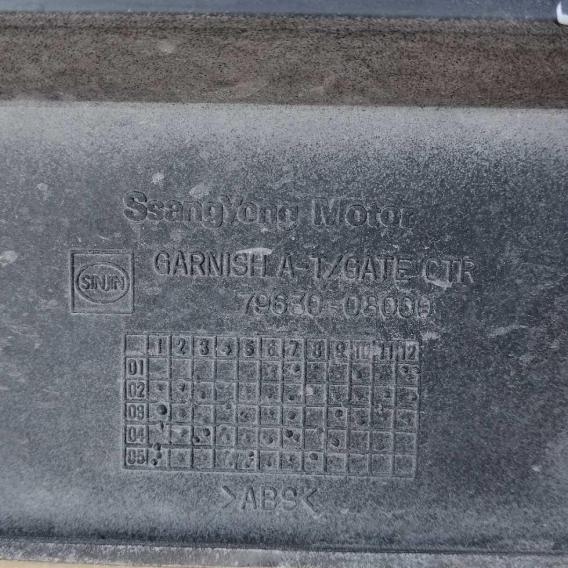 SsangYong Motor
SINJIN
GARNISH A-T/GATE CTR
79630-08000
1 2 3 4 5 6 7 8 9 10 11 12
01
02
03
04
05
>ABS<